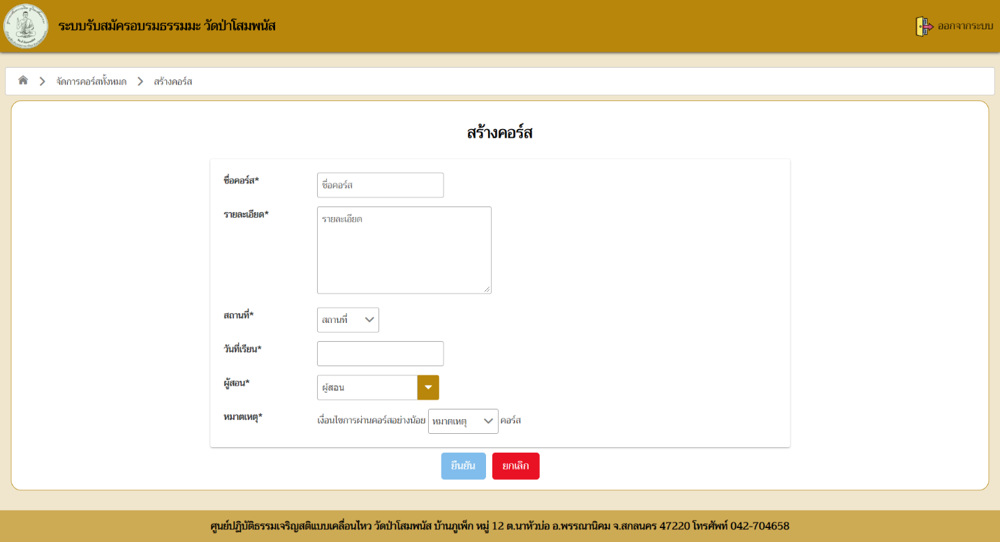 ระบบรับสมัครอบรมธรรมมะ วัดป่าโสมพนัส
ออกจากระบบ
จัดการคอร์สทั้งหมด
สร้างคอร์ส
สร้างคอร์ส
ชื่อคอร์ส*
ชื่อคอร์ส
รายละเอียด*
รายละเอียด
สถานที่*
สถานที่
วันที่เรียน*
ผู้สอน*
ผู้สอน
หมาตเหตุ*
เงื่อนไขการผ่านคอร์สอย่างน้อย หมาตเหตุ คอร์ส
ยืนยัน
ยกเลิก
ศูนย์ปฏิบัติธรรมเจริญสติแบบเคลื่อนไหว วัดป่าโสมพนัส บ้านภูเพ็ก หมู่ 12 ต.นาหัวบ่อ อ.พรรณานิคม จ.สกลนคร 47220 โทรศัพท์ 042-704658